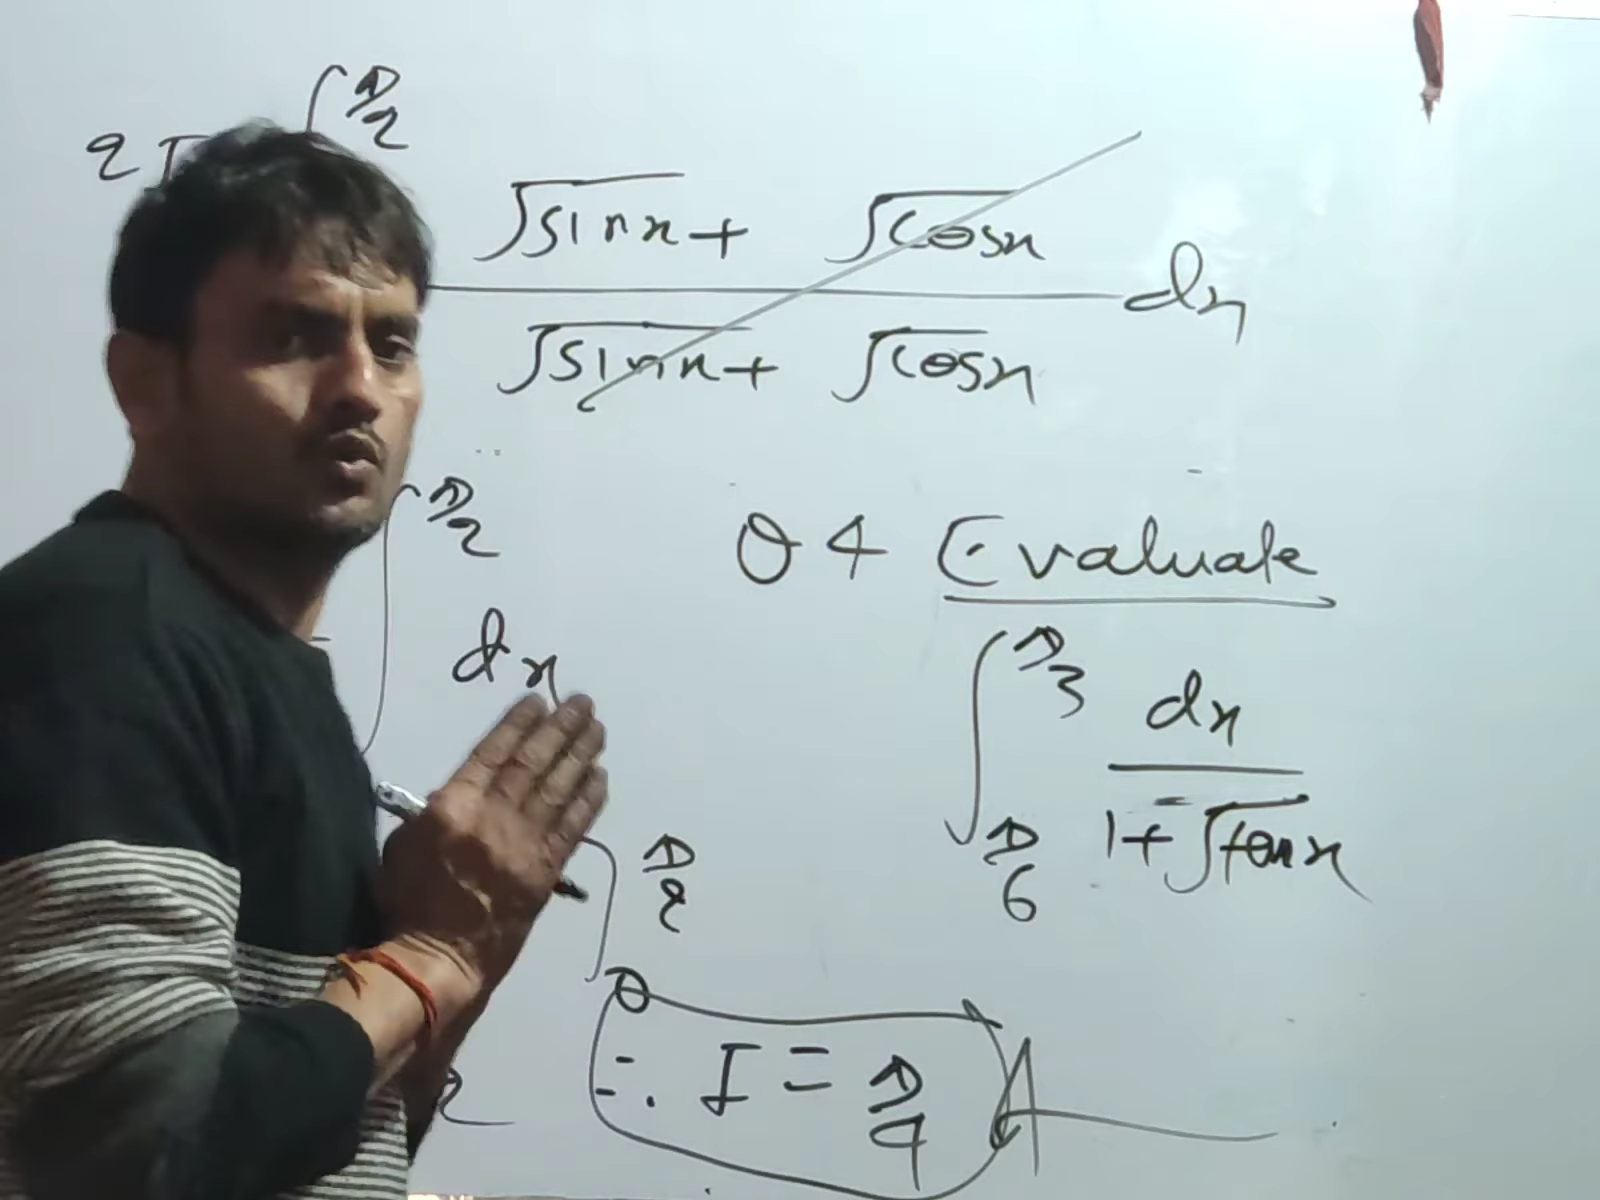 2I ∫ π/2
√sinx + √cosx
dx
√sinx + √cosx
π/2
dx
Q 4 Evaluate
∫ π/3 π/6 dx / 1+√tanx
π/2
0
∴ I = π/4 A
2